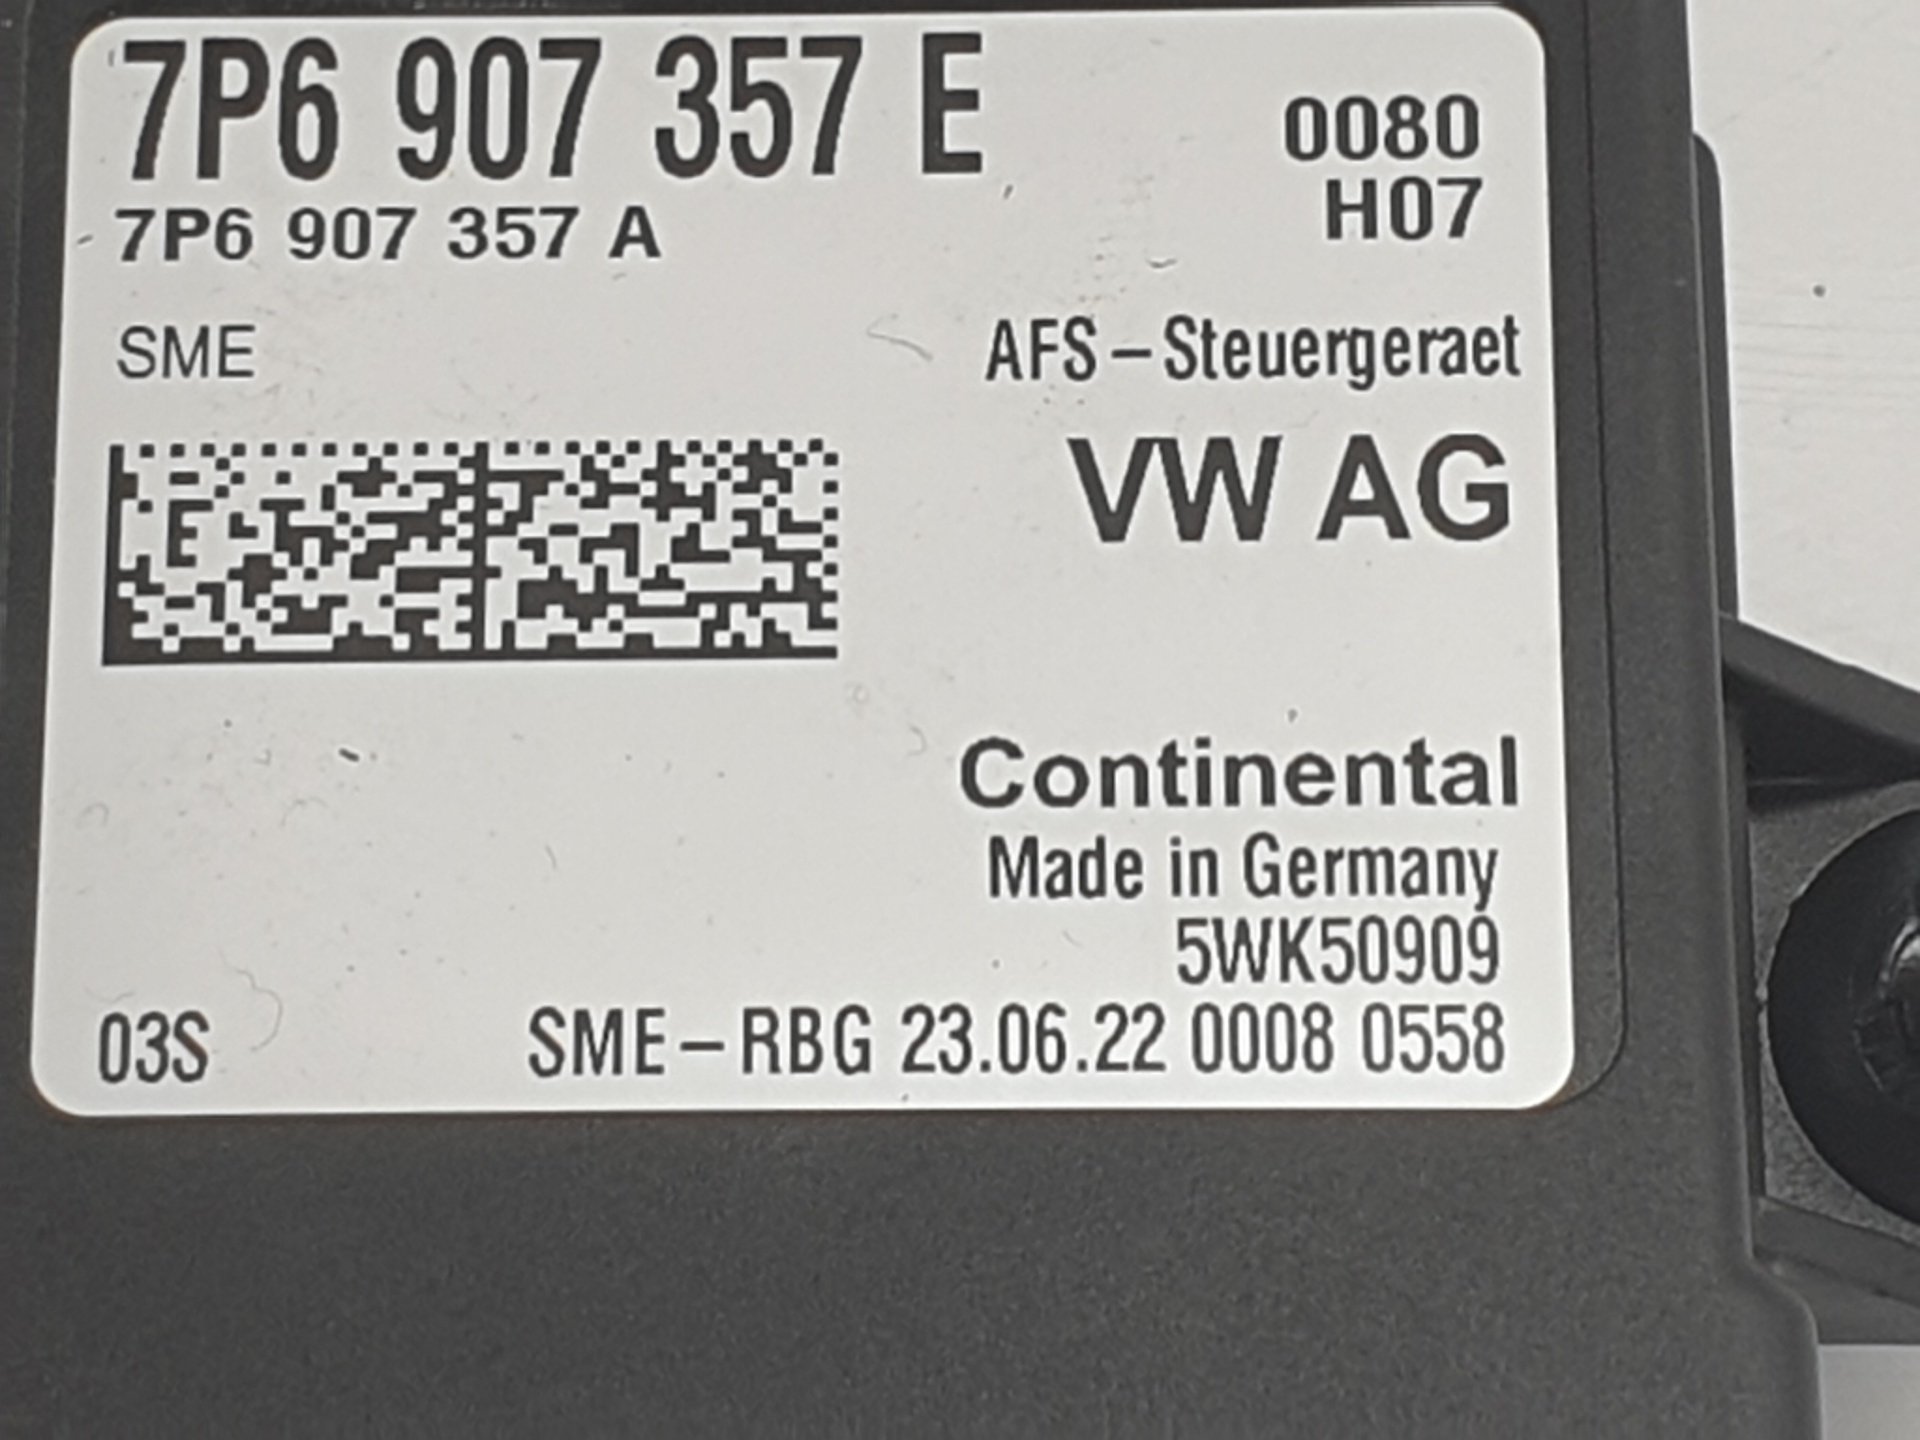 7P6 907 357 E
0080
7P6 907 357 A
H07
SME
AFS-Steuergeraet
VW AG
Continental
Made in Germany
5WK50909
03S SME-RBG 23.06.22 0008 0558